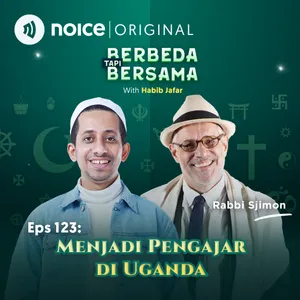 noice | ORIGINAL
BERBEDA
TAPI
BERSAMA
With Habib Jafar
Rabbi Sjimon
Eps 123:
MENJADI PENGAJAR
DI UGANDA